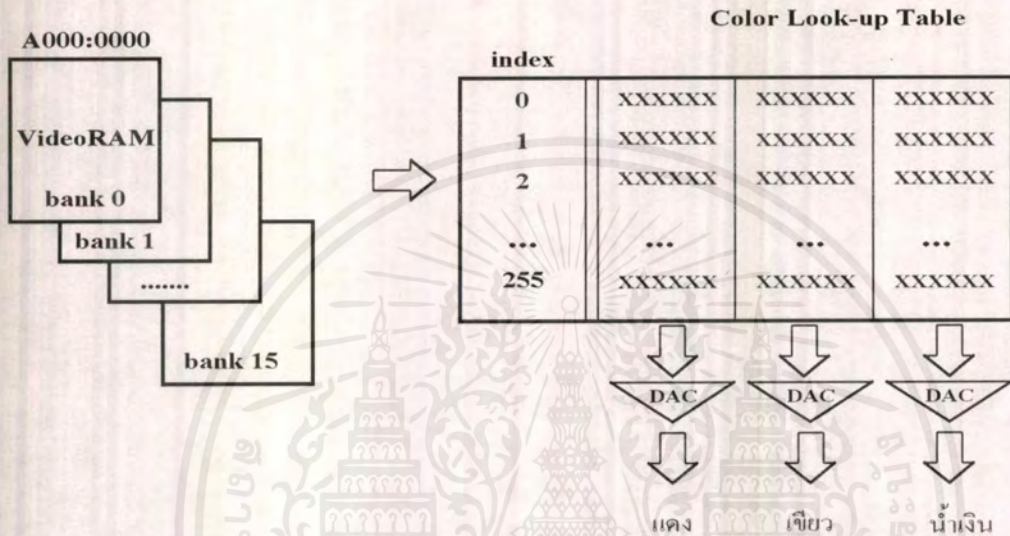 Color Look-up Table
A000:0000
index
VideoRAM
bank 0
bank 1
.......
bank 15
0 XXXXXX XXXXXX XXXXXX
1 XXXXXX XXXXXX XXXXXX
2 XXXXXX XXXXXX XXXXXX
... ... ... ...
255 XXXXXX XXXXXX XXXXXX
DAC DAC DAC
แดง เขียว น้ำเงิน